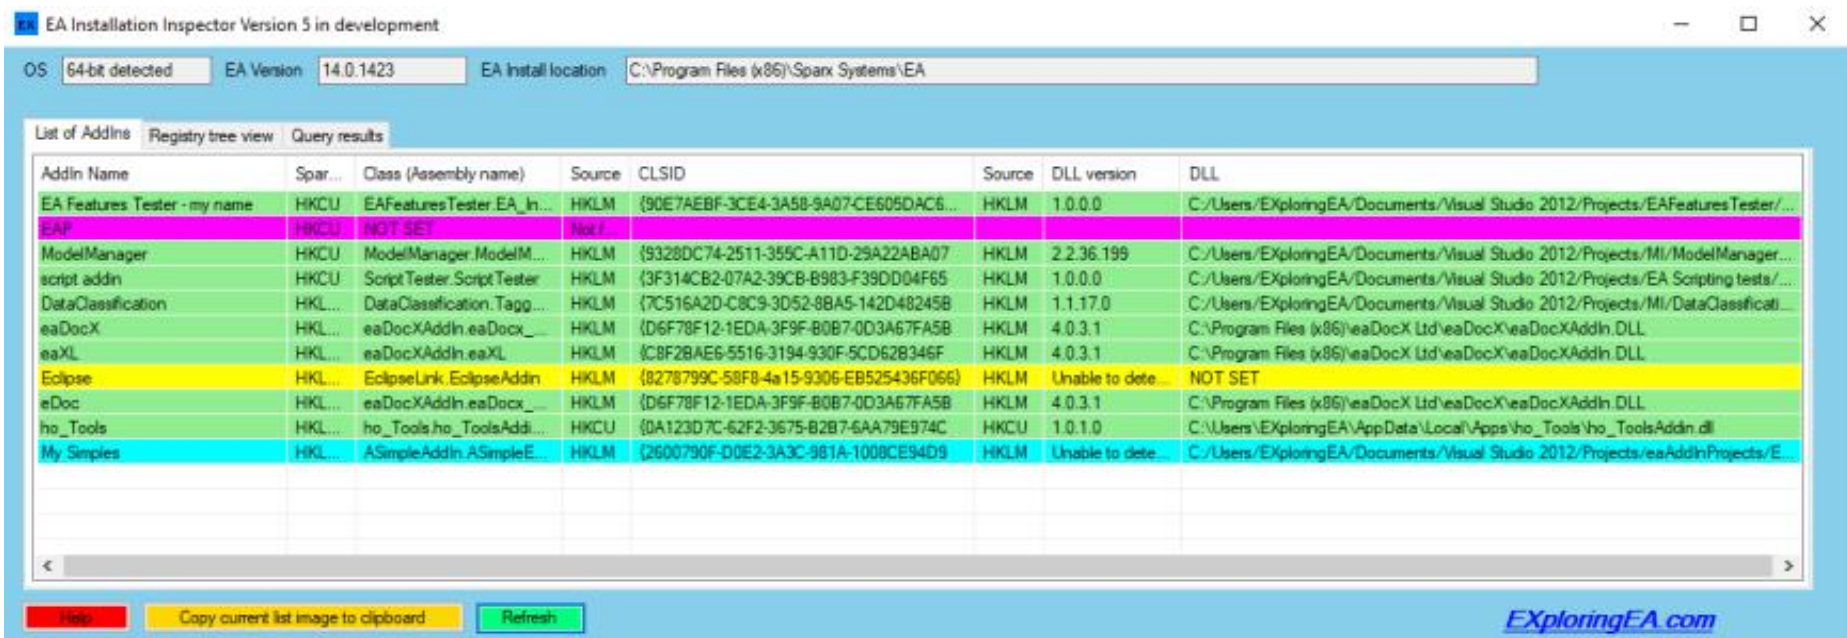 EA EA Installation Inspector Version 5 in development
OS 64-bit detected EA Version 14.0.1423 EA Install location C:\Program Files (x86)\Sparx Systems\EA
List of AddIns Registry tree view Query results
AddIn Name Spar... Class (Assembly name) Source CLSID Source DLL version DLL
EA Features Tester - my name HKCU EAFeaturesTester.EA_In... HKLM {90E7AEBF-3CE4-3A58-9A07-CE605DAC6... HKLM 1.0.0.0 C:/Users/EXploringEA/Documents/Visual Studio 2012/Projects/EAFeaturesTester/...
EAP HKCU NOT SET Not f...
ModelManager HKCU ModelManager.ModelM... HKLM {9328DC74-2511-355C-A11D-29A22ABA07 HKLM 2.2.36.199 C:/Users/EXploringEA/Documents/Visual Studio 2012/Projects/MI/ModelManager...
script addin HKCU ScriptTester.ScriptTester HKLM {3F314CB2-07A2-39CB-B983-F39DD04F65 HKLM 1.0.0.0 C:/Users/EXploringEA/Documents/Visual Studio 2012/Projects/EA Scripting tests/...
DataClassification HKL... DataClassification.Tagg... HKLM {7C516A2D-C8C9-3D52-8BA5-142D48245B HKLM 1.1.17.0 C:/Users/EXploringEA/Documents/Visual Studio 2012/Projects/MI/DataClassificati...
eaDocX HKL... eaDocXAddIn.eaDocx_... HKLM {D6F78F12-1EDA-3F9F-B0B7-0D3A67FA5B HKLM 4.0.3.1 C:\Program Files (x86)\eaDocX Ltd\eaDocX\eaDocXAddIn.DLL
eaXL HKL... eaDocXAddIn.eaXL HKLM {C8F2BAE6-5516-3194-930F-5CD62B346F HKLM 4.0.3.1 C:\Program Files (x86)\eaDocX Ltd\eaDocX\eaDocXAddIn.DLL
Eclipse HKL... EclipseLink.EclipseAddin HKLM {8278799C-58F8-4a15-9306-EB525436F066} HKLM Unable to dete... NOT SET
eDoc HKL... eaDocXAddIn.eaDocx_... HKLM {D6F78F12-1EDA-3F9F-B0B7-0D3A67FA5B HKLM 4.0.3.1 C:\Program Files (x86)\eaDocX Ltd\eaDocX\eaDocXAddIn.DLL
ho_Tools HKL... ho_Tools.ho_ToolsAddi... HKCU {0A123D7C-62F2-3675-B2B7-6AA79E974C HKCU 1.0.1.0 C:\Users\EXploringEA\AppData\Local\Apps\ho_Tools\ho_ToolsAddin.dll
My Simples HKL... ASimpleAddIn.ASimpleE... HKLM {2600790F-D0E2-3A3C-981A-1008CE94D9 HKLM Unable to dete... C:/Users/EXploringEA/Documents/Visual Studio 2012/Projects/eaAddInProjects/E...
Help Copy current list image to clipboard Refresh EXploringEA.com